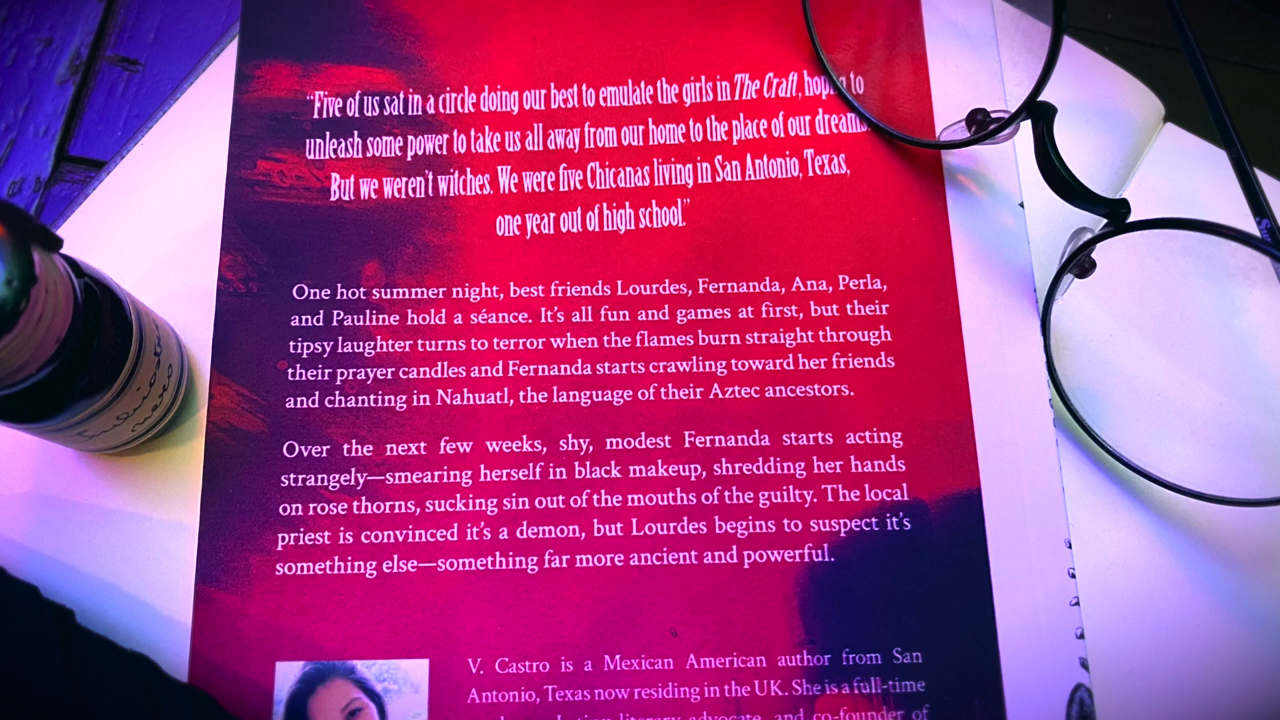 “Five of us sat in a circle doing our best to emulate the girls in The Craft, hoping to
unleash some power to take us all away from our home to the place of our dreams.
But we weren’t witches. We were five Chicanas living in San Antonio, Texas,
one year out of high school.”
One hot summer night, best friends Lourdes, Fernanda, Ana, Perla,
and Pauline hold a séance. It’s all fun and games at first, but their
tipsy laughter turns to terror when the flames burn straight through
their prayer candles and Fernanda starts crawling toward her friends
and chanting in Nahuatl, the language of their Aztec ancestors.
Over the next few weeks, shy, modest Fernanda starts acting
strangely—smearing herself in black makeup, shredding her hands
on rose thorns, sucking sin out of the mouths of the guilty. The local
priest is convinced it’s a demon, but Lourdes begins to suspect it’s
something else—something far more ancient and powerful.
V. Castro is a Mexican American author from San
Antonio, Texas now residing in the UK. She is a full-time
literary advocate, and co-founder of